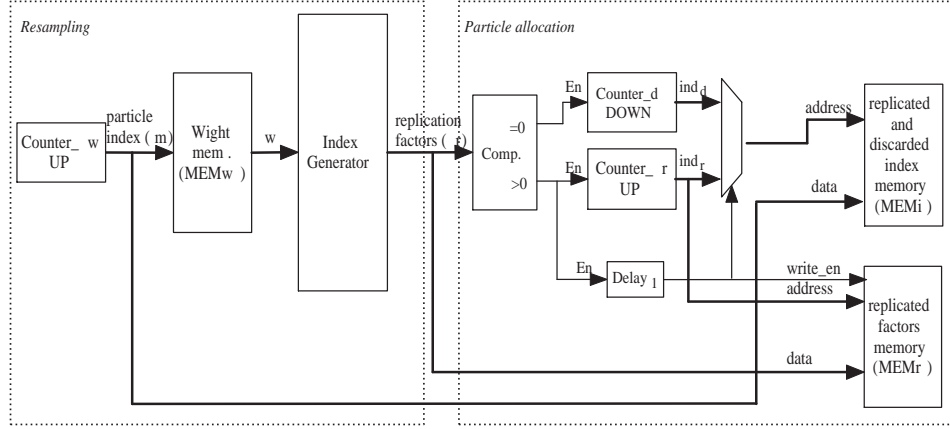 Resampling
Particle allocation
Counter_ w
UP
particle
index ( m)
Wight
mem .
(MEMw )
w
Index
Generator
replication
factors ( r)
Comp.
=0
>0
En
Counter_d
DOWN
ind d
En
Counter_ r
UP
ind r
En
Delay 1
address
data
replicated
and
discarded
index
memory
(MEMi )
write_en
address
data
replicated
factors
memory
(MEMr )